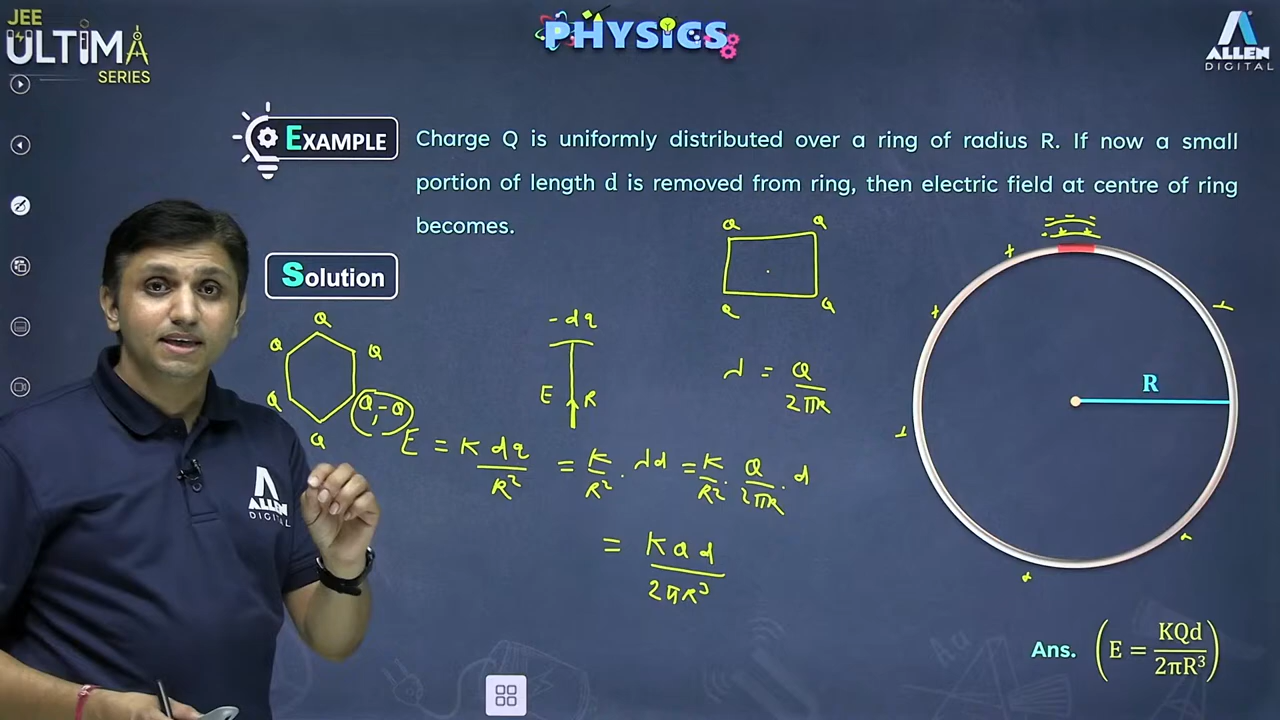 JEE
ULTIMA
SERIES
PHYSICS
ALLEN
DIGITAL
EXAMPLE
Charge Q is uniformly distributed over a ring of radius R. If now a small
portion of length d is removed from ring, then electric field at centre of ring
becomes.
Solution
Q Q
Q Q
Q
Q Q
Q Q, -Q
Q
-dq
E R
λ = Q/2πR
E = K dq/R² = K/R² . λd = K/R² . Q/2πR . d
= KQd/2πR³
R
ALLEN
DIGITAL
Ans. (E = KQd/2πR³)